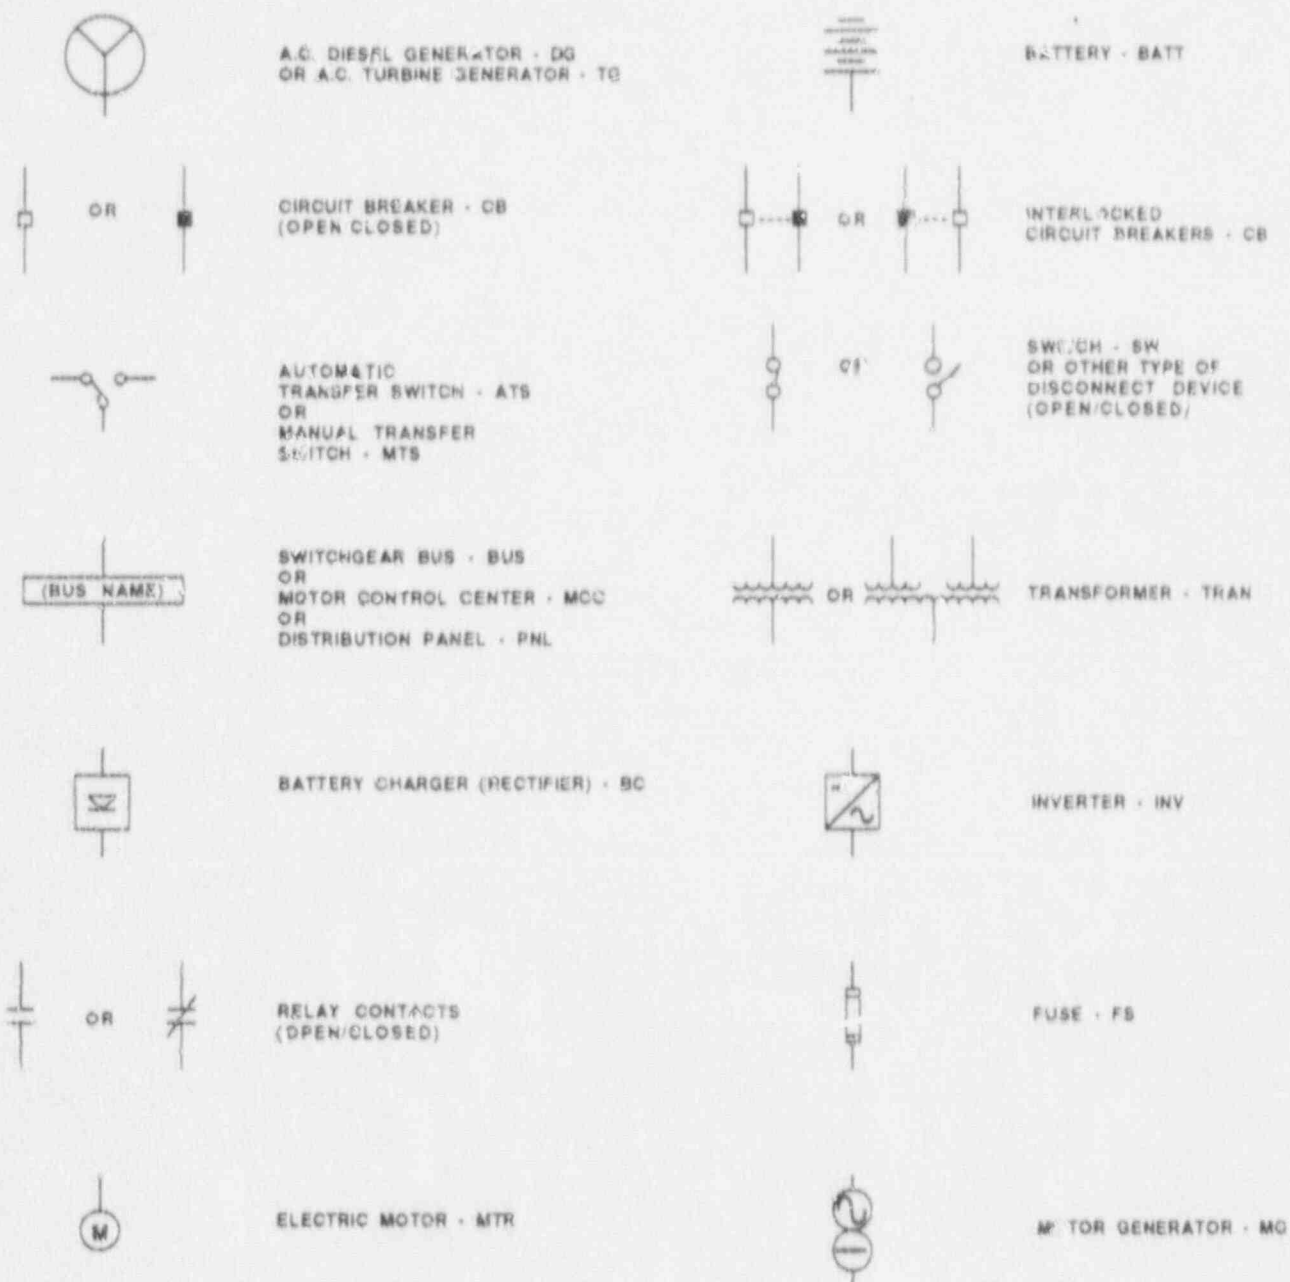 A.C. DIESEL GENERATOR - DG
OR A.C. TURBINE GENERATOR - TG
BATTERY - BATT
OR
CIRCUIT BREAKER - CB
(OPEN CLOSED)
OR
INTERLOCKED
CIRCUIT BREAKERS - CB
AUTOMATIC
TRANSFER SWITCH - ATS
OR
MANUAL TRANSFER
SWITCH - MTS
OR
SWITCH - SW
OR OTHER TYPE OF
DISCONNECT DEVICE
(OPEN/CLOSED)
(BUS NAME)
SWITCHGEAR BUS - BUS
OR
MOTOR CONTROL CENTER - MCC
OR
DISTRIBUTION PANEL - PNL
OR
TRANSFORMER - TRAN
BATTERY CHARGER (RECTIFIER) - BC
INVERTER - INV
OR
RELAY CONTACTS
(OPEN/CLOSED)
FUSE - FS
M
ELECTRIC MOTOR - MTR
MOTOR GENERATOR - MG